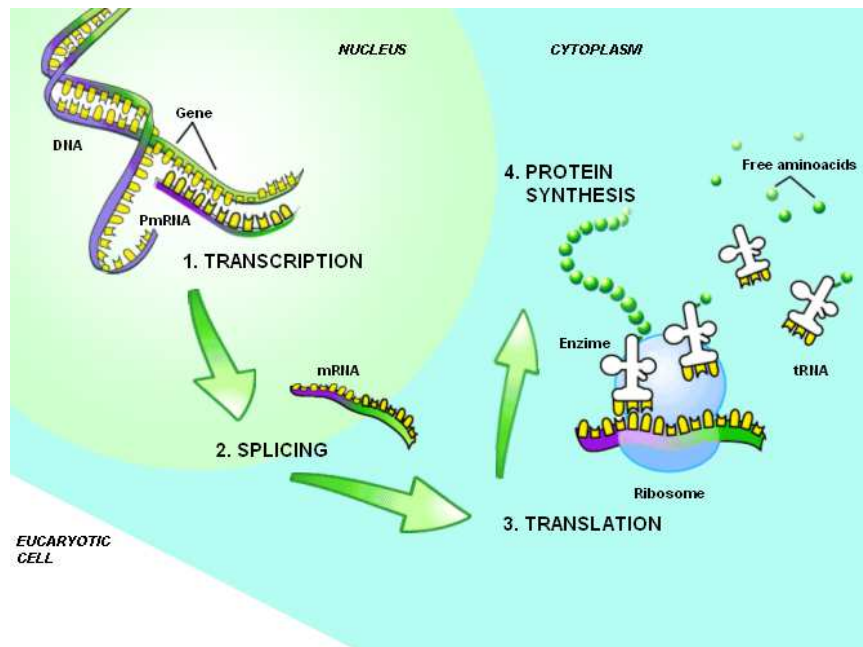 NUCLEUS
CYTOPLASM
Gene
DNA
PmRNA
1. TRANSCRIPTION
mRNA
2. SPLICING
3. TRANSLATION
4. PROTEIN
SYNTHESIS
Free aminoacids
Enzime
tRNA
Ribosome
EUCARYOTIC
CELL